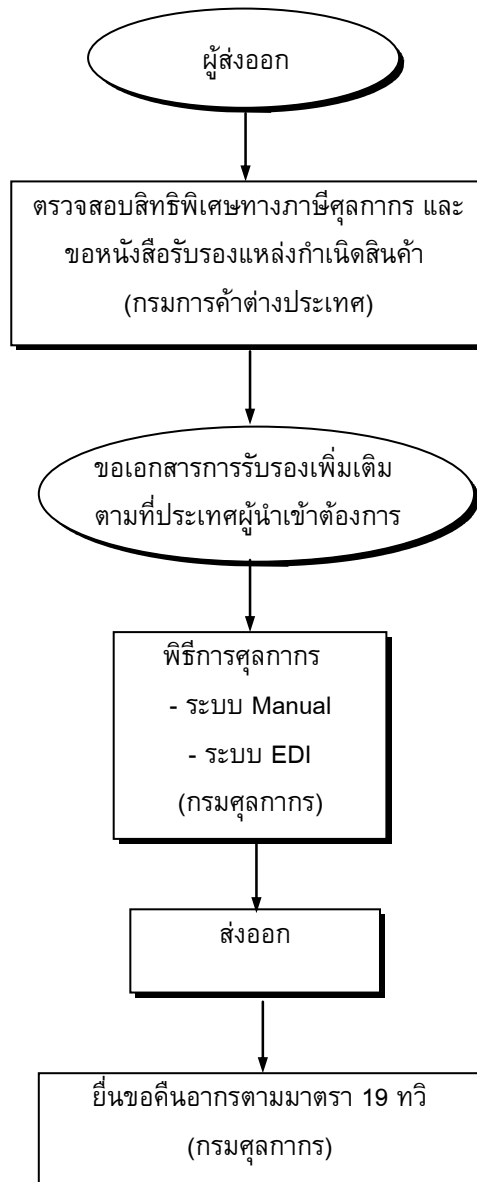 ผู้ส่งออก
ตรวจสอบสิทธิพิเศษทางภาษีศุลกากร และ
ขอหนังสือรับรองแหล่งกำเนิดสินค้า
(กรมการค้าต่างประเทศ)
ขอเอกสารการรับรองเพิ่มเติม
ตามที่ประเทศผู้นำเข้าต้องการ
พิธีการศุลกากร
- ระบบ Manual
- ระบบ EDI
(กรมศุลกากร)
ส่งออก
ยื่นขอคืนอากรตามมาตรา 19 ทวิ
(กรมศุลกากร)